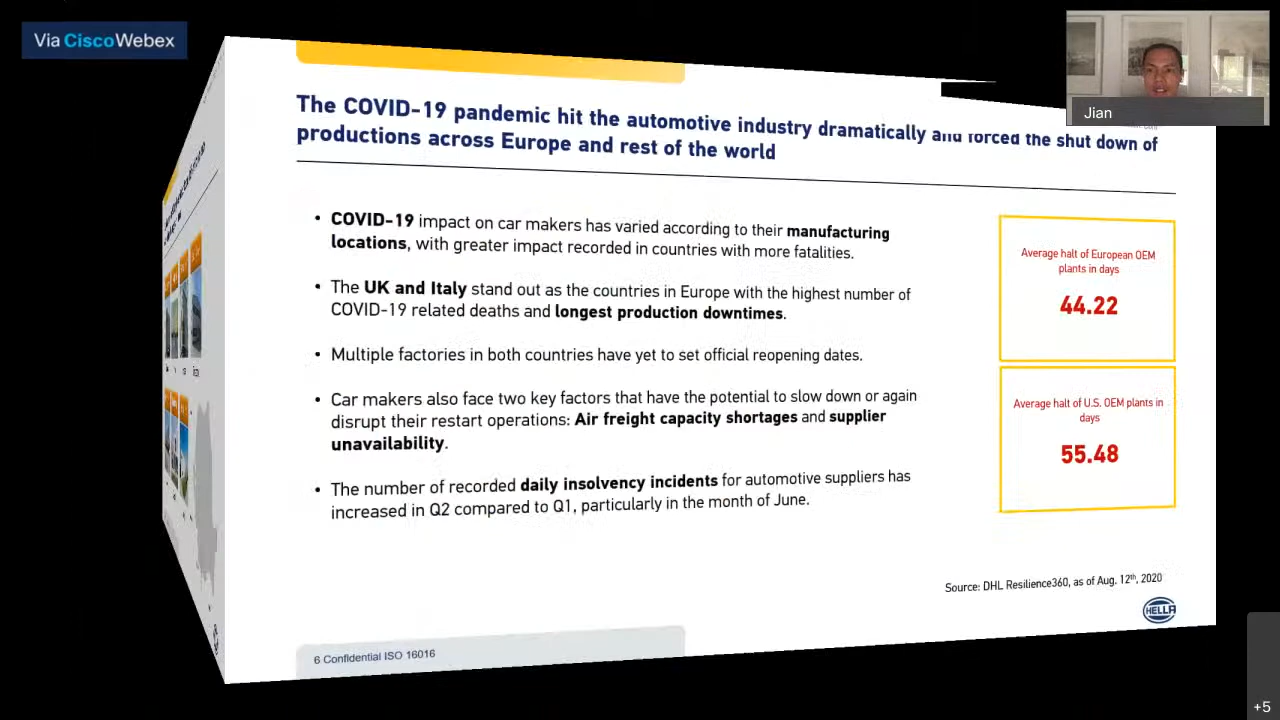 Via CiscoWebex
Jian
The COVID-19 pandemic hit the automotive industry dramatically and forced the shut down of
productions across Europe and rest of the world
• COVID-19 impact on car makers has varied according to their manufacturing
locations, with greater impact recorded in countries with more fatalities.
• The UK and Italy stand out as the countries in Europe with the highest number of
COVID-19 related deaths and longest production downtimes.
• Multiple factories in both countries have yet to set official reopening dates.
• Car makers also face two key factors that have the potential to slow down or again
disrupt their restart operations: Air freight capacity shortages and supplier
unavailability.
• The number of recorded daily insolvency incidents for automotive suppliers has
increased in Q2 compared to Q1, particularly in the month of June.
Average halt of European OEM
plants in days
44.22
Average halt of U.S. OEM plants in
days
55.48
Source: DHL Resilience360, as of Aug. 12th, 2020
HELLA
6 Confidential ISO 16016
+5